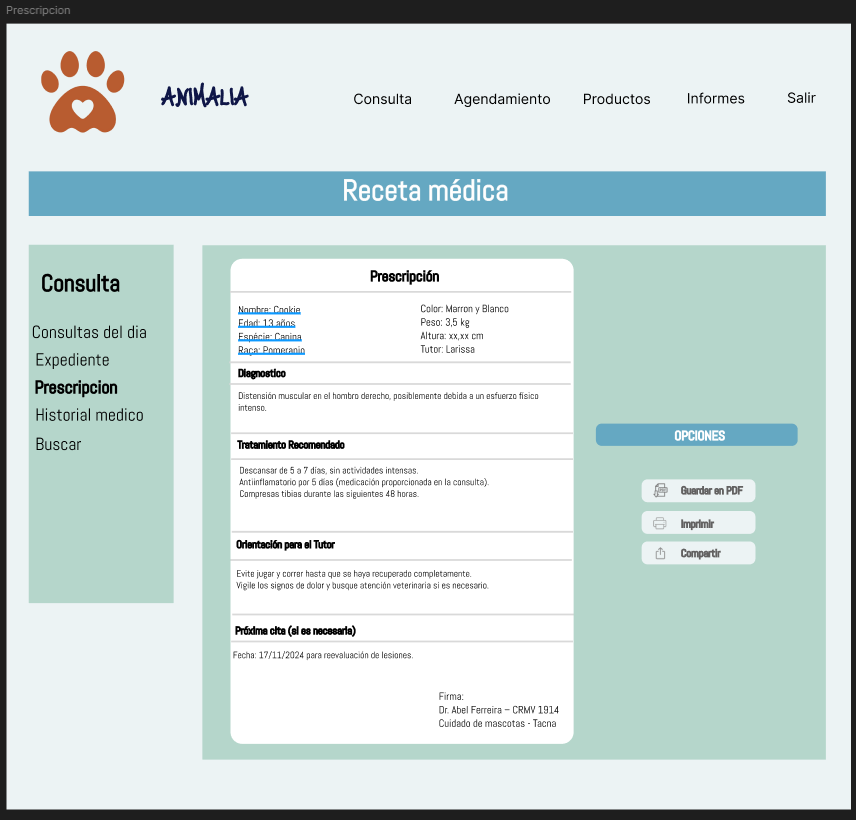 Prescripcion
ANIMALIA
Consulta Agendamiento Productos Informes Salir
Receta médica
Consulta
Consultas del dia
Expediente
Prescripcion
Historial medico
Buscar
Prescripción
Nombre: Cookie
Edad: 13 años
Espécie: Canina
Raça: Pomeranio
Color: Marron y Blanco
Peso: 3,5 kg
Altura: xx,xx cm
Tutor: Larissa
Diagnostico
Distensión muscular en el hombro derecho, posiblemente debida a un esfuerzo físico
intenso.
Tratamiento Recomendado
Descansar de 5 a 7 días, sin actividades intensas.
Antiinflamatorio por 5 días (medicación proporcionada en la consulta).
Compresas tibias durante las siguientes 48 horas.
Orientación para el Tutor
Evite jugar y correr hasta que se haya recuperado completamente.
Vigile los signos de dolor y busque atención veterinaria si es necesario.
Próxima cita (si es necesaria)
Fecha: 17/11/2024 para reevaluación de lesiones.
Firma:
Dr. Abel Ferreira – CRMV 1914
Cuidado de mascotas - Tacna
OPCIONES
Guardar en PDF
Imprimir
Compartir